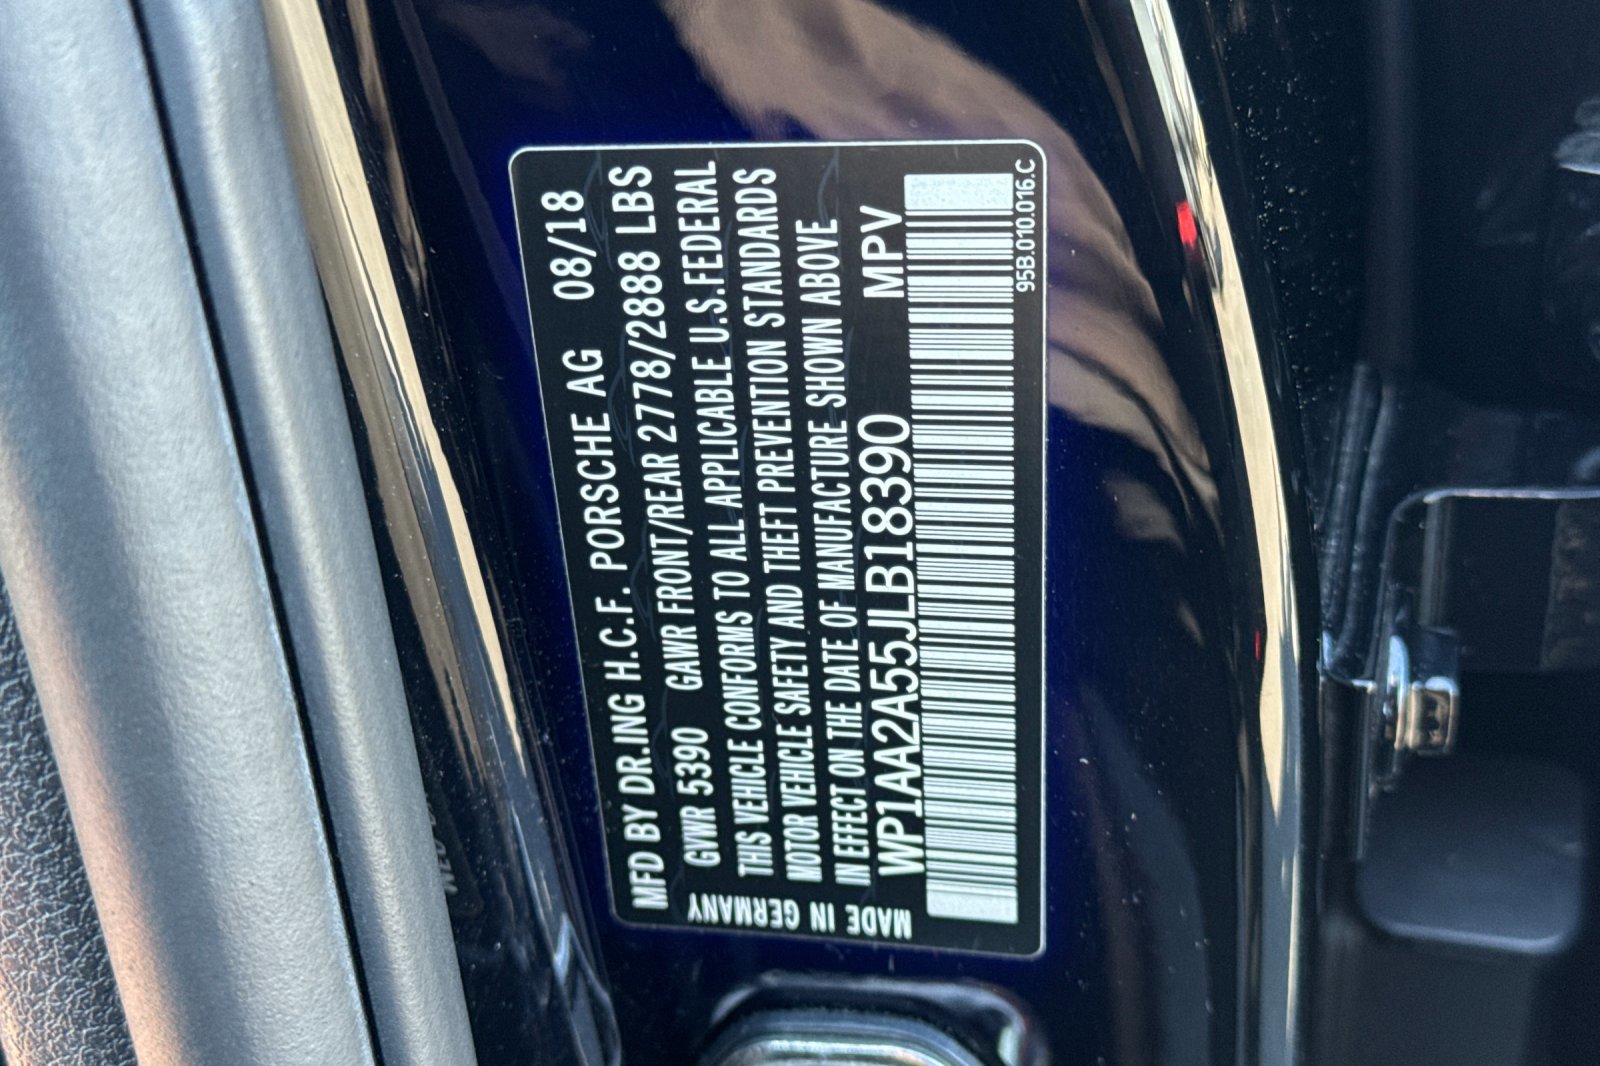 MFD BY DR.ING H.C.F. PORSCHE AG 08/18
GVWR 5390 GAWR FRONT/REAR 2778/2888 LBS
THIS VEHICLE CONFORMS TO ALL APPLICABLE U.S.FEDERAL
MOTOR VEHICLE SAFETY AND THEFT PREVENTION STANDARDS
IN EFFECT ON THE DATE OF MANUFACTURE SHOWN ABOVE
WP1AA2A55JLB18390 MPV
95B.010.016.C
MADE IN GERMANY